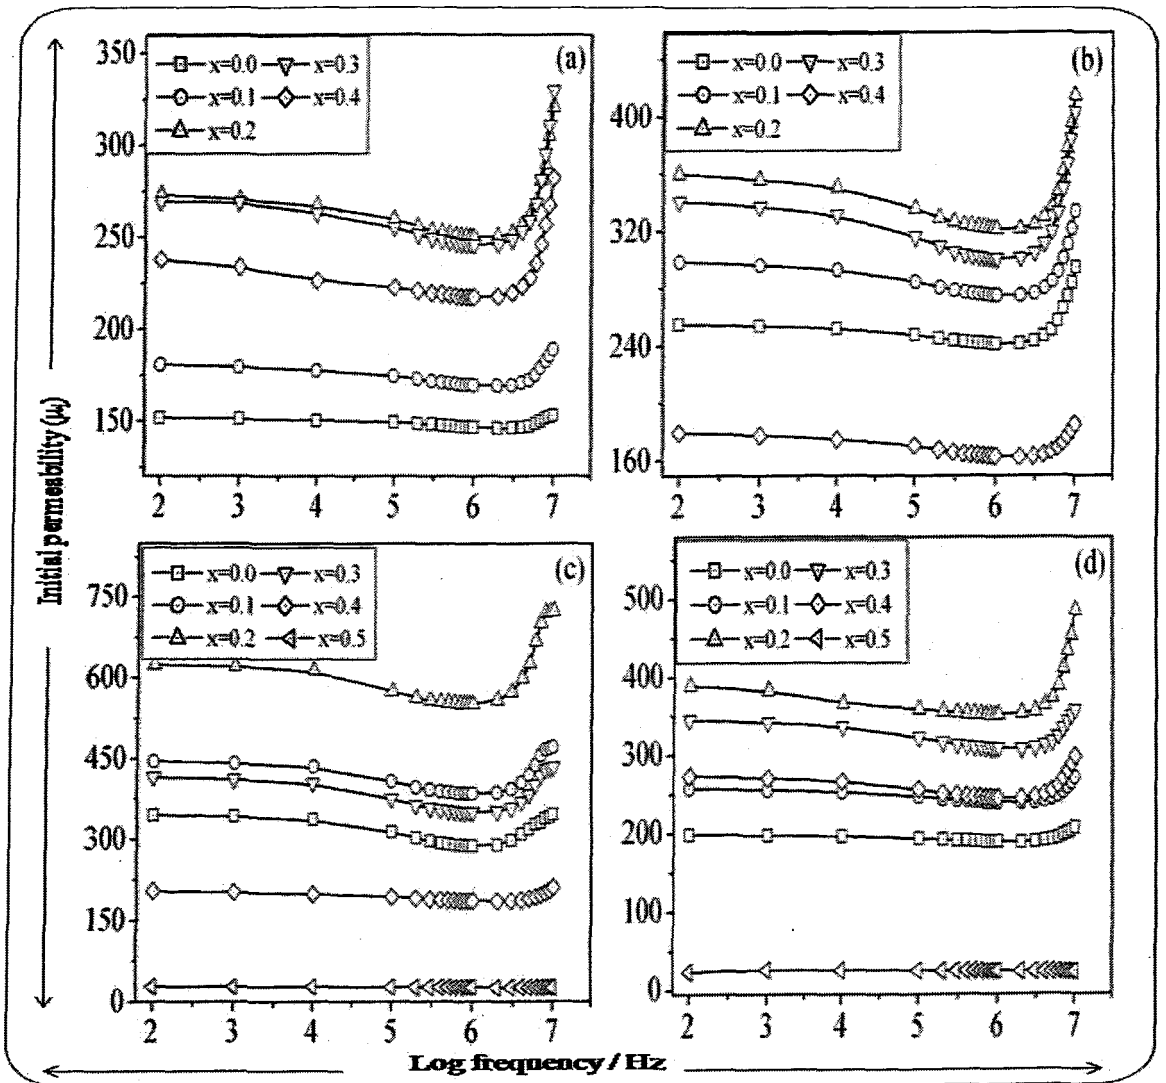 Initial permeability (μi)
350
300
250
200
150
(a)
x=0.0 x=0.3
x=0.1 x=0.4
x=0.2
2 3 4 5 6 7
400
320
240
160
(b)
x=0.0 x=0.3
x=0.1 x=0.4
x=0.2
2 3 4 5 6 7
750
600
450
300
150
0
(c)
x=0.0 x=0.3
x=0.1 x=0.4
x=0.2 x=0.5
2 3 4 5 6 7
500
400
300
200
100
0
(d)
x=0.0 x=0.3
x=0.1 x=0.4
x=0.2 x=0.5
2 3 4 5 6 7
Log frequency / Hz